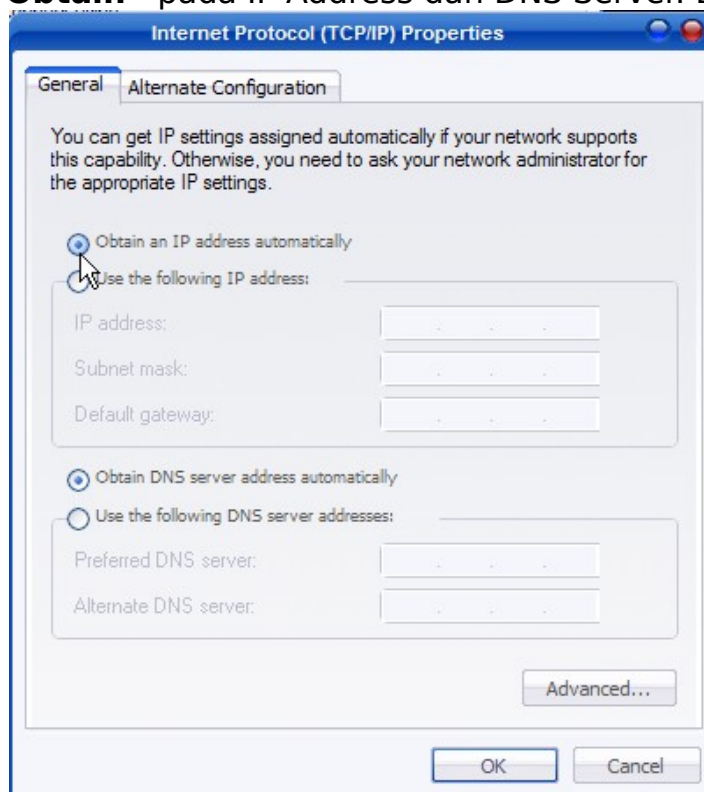 pada IP Address dan DNS Server.
Internet Protocol (TCP/IP) Properties
General
Alternate Configuration
You can get IP settings assigned automatically if your network supports
this capability. Otherwise, you need to ask your network administrator for
the appropriate IP settings.
Obtain an IP address automatically
Use the following IP address:
IP address:
Subnet mask:
Default gateway:
Obtain DNS server address automatically
Use the following DNS server addresses:
Preferred DNS server:
Alternate DNS server:
Advanced...
OK
Cancel